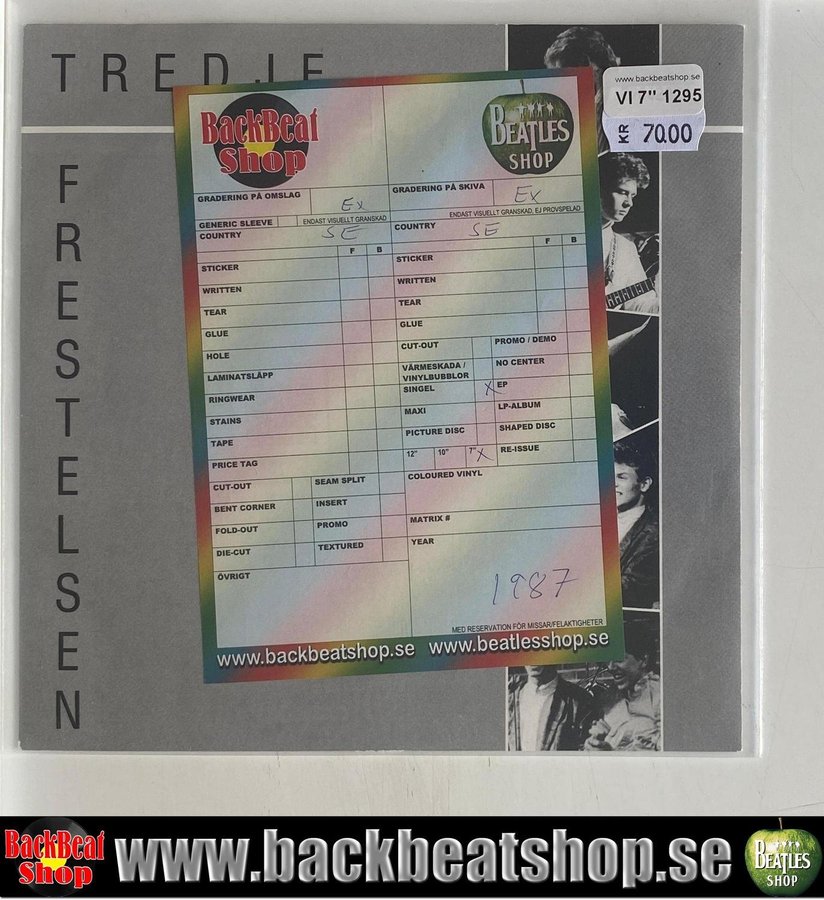 TREDJE
FRESTELSEN
www.backbeatshop.se
VI 7" 1295
KR 70.00
BackBeat
Shop
BEATLES
SHOP
GRADERING PÅ OMSLAG Ex
GRADERING PÅ SKIVA Ex
GENERIC SLEEVE ENDAST VISUELLT GRANSKAD
ENDAST VISUELLT GRANSKAD, EJ PROVSPELAD
COUNTRY SE
COUNTRY SE
F B
F B
STICKER
STICKER
WRITTEN
WRITTEN
TEAR
TEAR
GLUE
GLUE
HOLE
CUT-OUT PROMO / DEMO
LAMINATSLÄPP
VÄRMESKADA /
VINYLBUBBLOR NO CENTER
RINGWEAR
SINGEL X EP
STAINS
MAXI LP-ALBUM
TAPE
PICTURE DISC SHAPED DISC
PRICE TAG
12" 10" 7" X RE-ISSUE
CUT-OUT SEAM SPLIT
COLOURED VINYL
BENT CORNER INSERT
FOLD-OUT PROMO
MATRIX #
DIE-CUT TEXTURED
YEAR
ÖVRIGT
1987
MED RESERVATION FÖR MISSAR/FELAKTIGHETER
www.backbeatshop.se www.beatlesshop.se
BackBeat
Shop
www.backbeatshop.se
BEATLES
SHOP